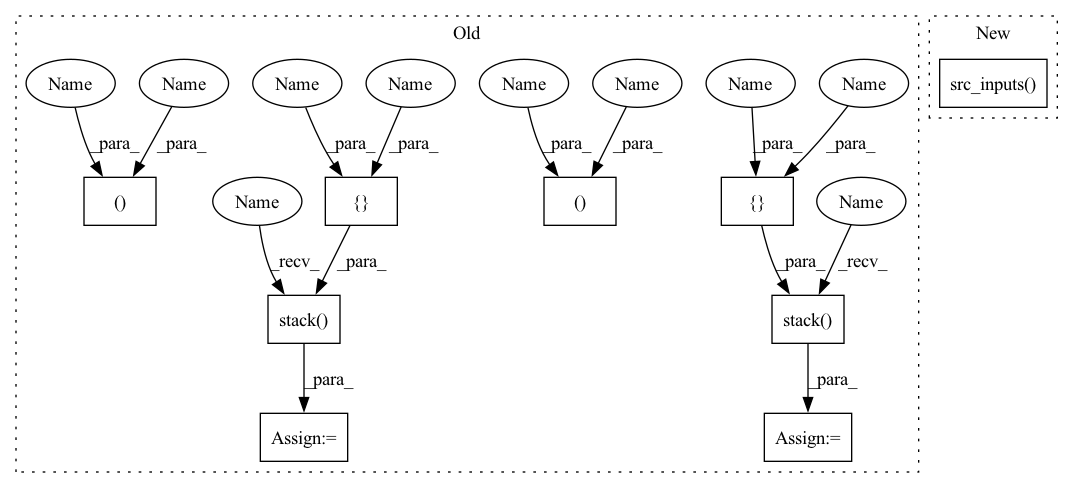 Old
New
Name
Name
Name
Name
Name
Name
Name
Name
src_inputs()
_para_
_para_
_para_
_para_
_para_
_para_
_para_
_para_
()
Name
{}
()
{}
Name
_recv_
_para_
_para_
_recv_
stack()
stack()
_para_
_para_
Assign:=
Assign:=